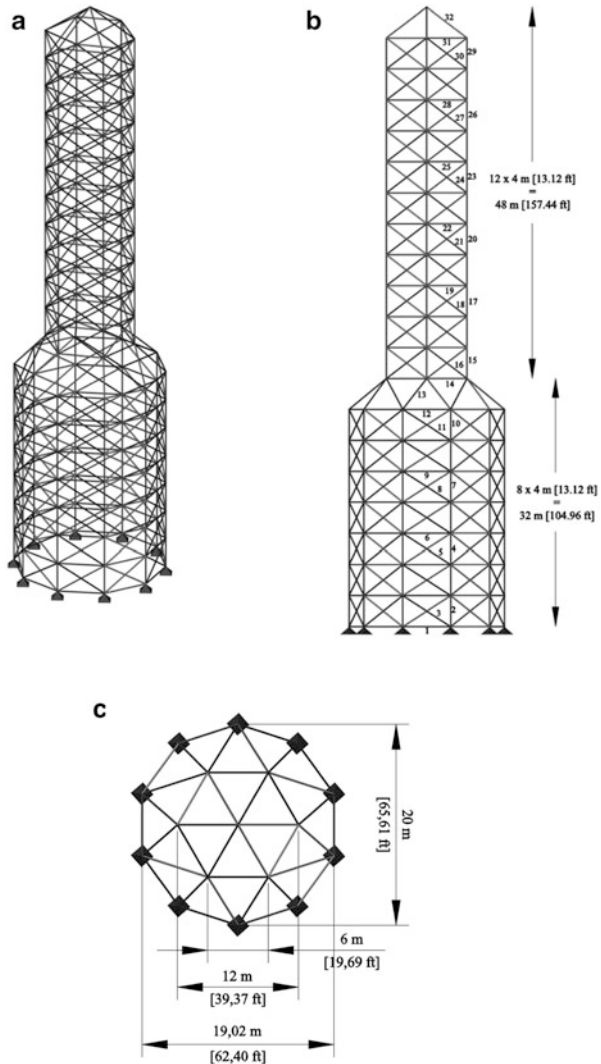 a
b
32
31
29
30
28
26
27
25
23
24
22
20
21
19
17
18
15
16
14
13
12
10
11
9
7
8
6
4
5
2
3
1
12 x 4 m [13.12 ft]
=
48 m [157.44 ft]
8 x 4 m [13.12 ft]
=
32 m [104.96 ft]
c
20 m
[65,61 ft]
6 m
[19,69 ft]
12 m
[39,37 ft]
19,02 m
[62,40 ft]